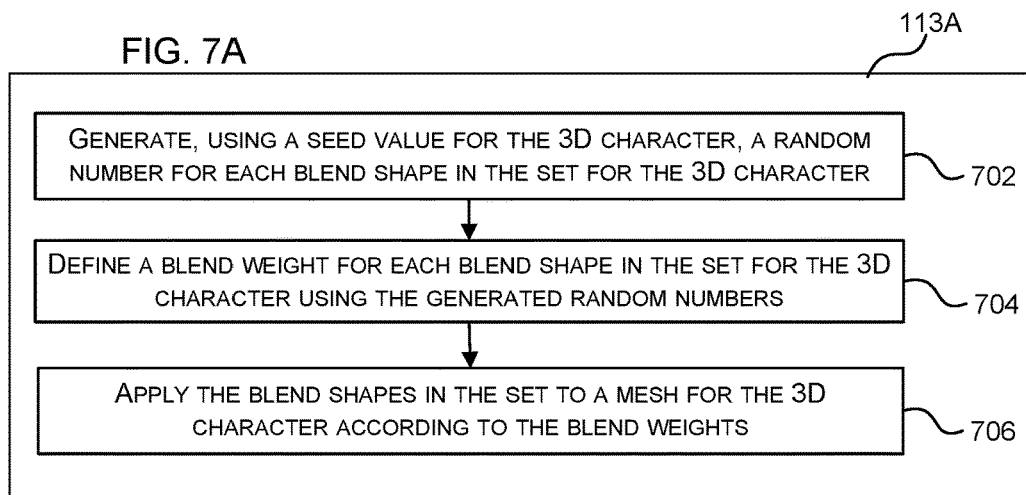 113A
FIG. 7A
GENERATE, USING A SEED VALUE FOR THE 3D CHARACTER, A RANDOM
NUMBER FOR EACH BLEND SHAPE IN THE SET FOR THE 3D CHARACTER
702
DEFINE A BLEND WEIGHT FOR EACH BLEND SHAPE IN THE SET FOR THE 3D
CHARACTER USING THE GENERATED RANDOM NUMBERS
704
APPLY THE BLEND SHAPES IN THE SET TO A MESH FOR THE 3D
CHARACTER ACCORDING TO THE BLEND WEIGHTS
706